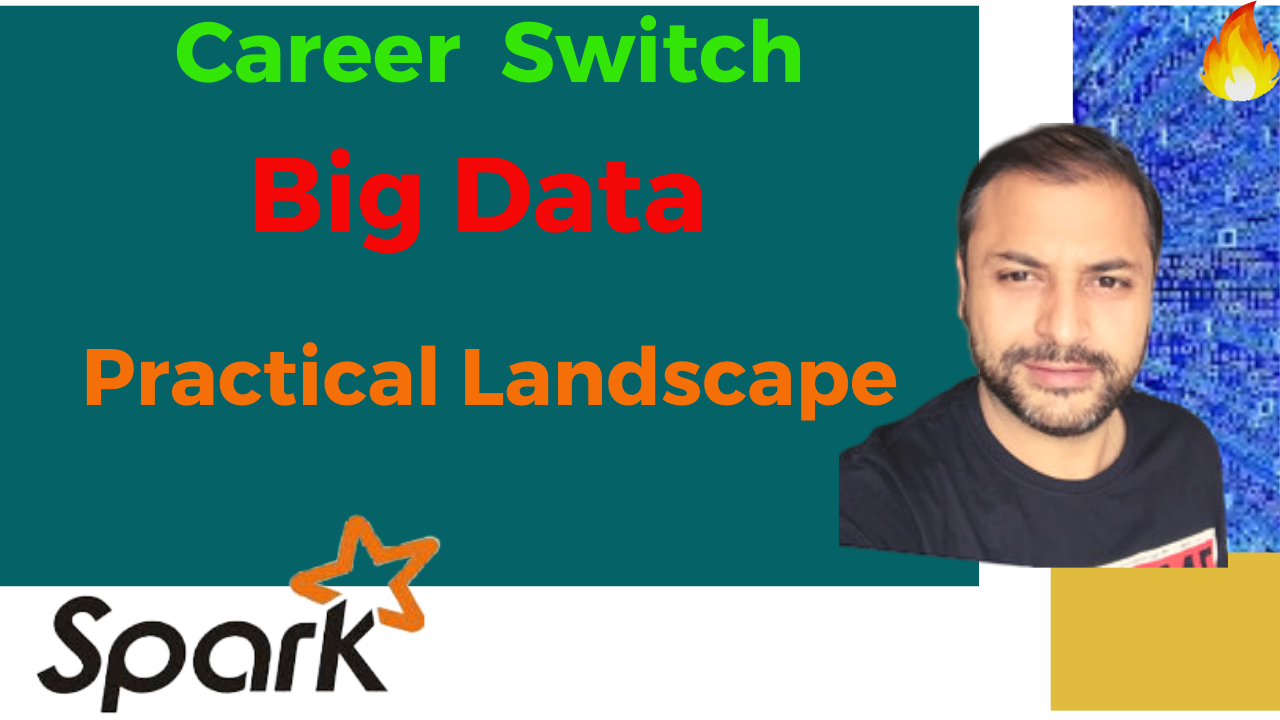 Career Switch
Big Data
Practical Landscape
Spark